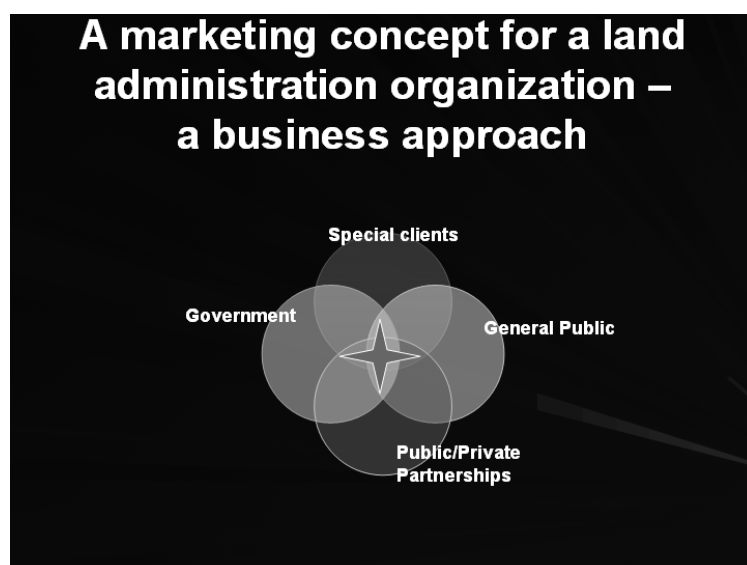 A marketing concept for a land
administration organization –
a business approach
Special clients
Government
General Public
Public/Private
Partnerships